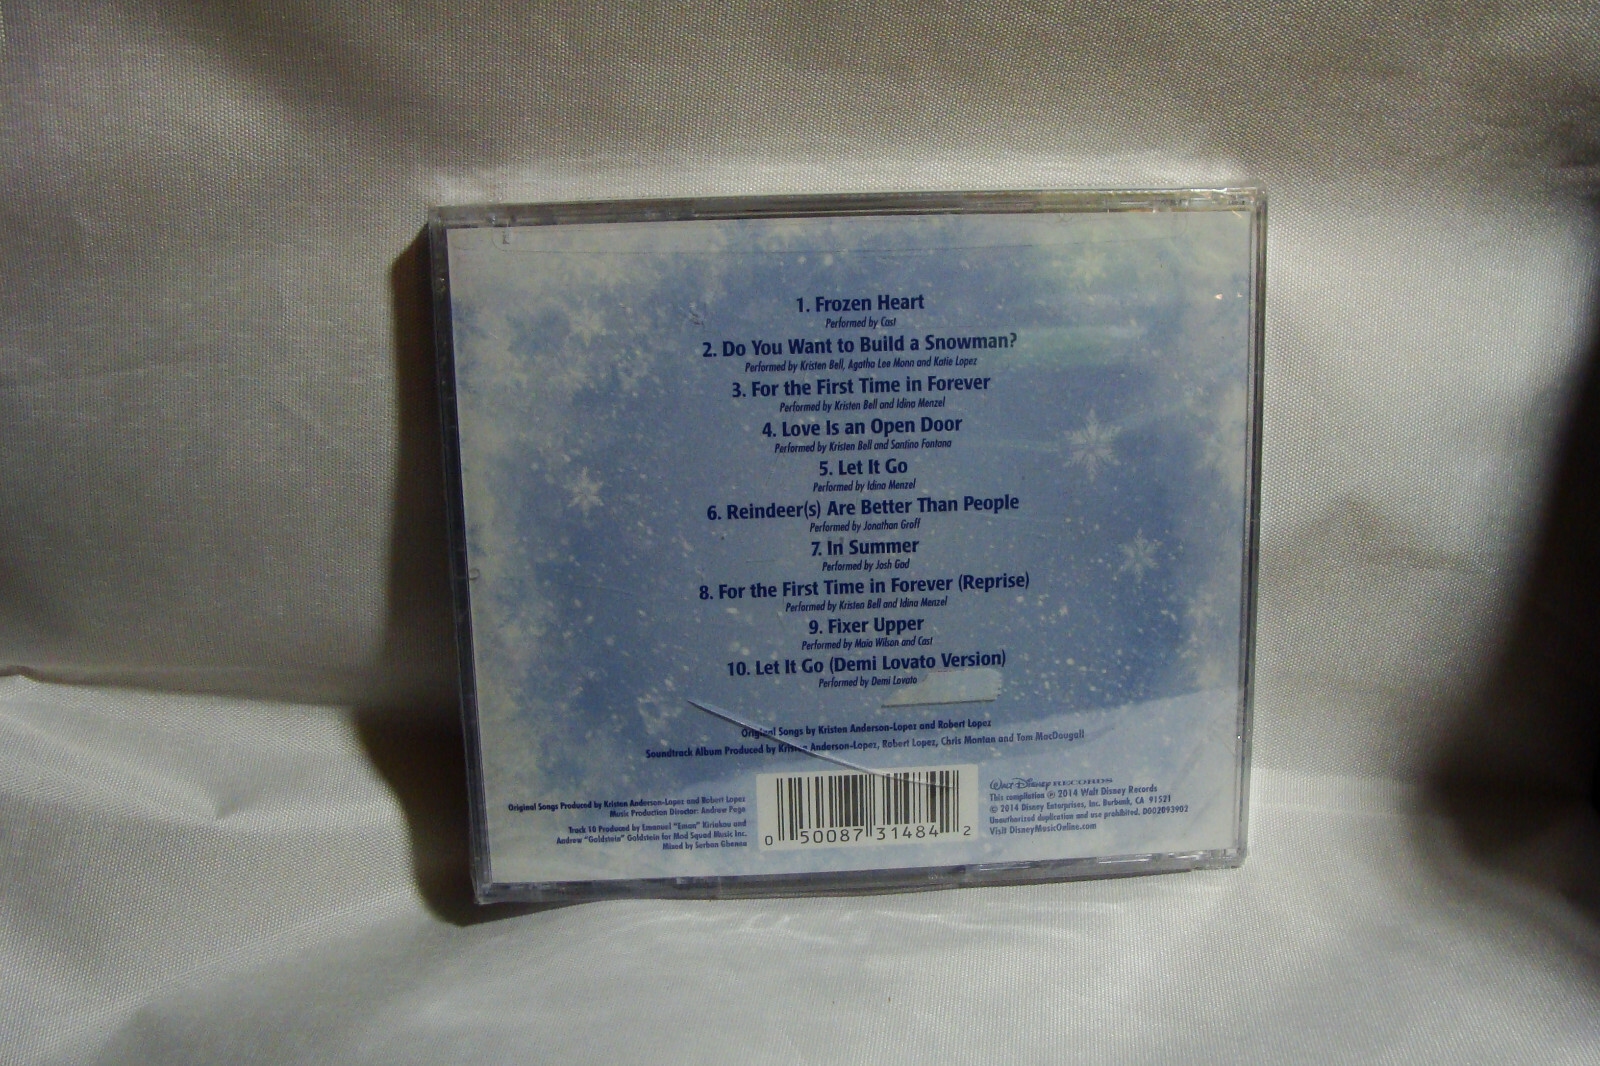 1. Frozen Heart
Performed by Cast
2. Do You Want to Build a Snowman?
Performed by Kristen Bell, Agatha Lee Monn and Katie Lopez
3. For the First Time in Forever
Performed by Kristen Bell and Idina Menzel
4. Love Is an Open Door
Performed by Kristen Bell and Santino Fontana
5. Let It Go
Performed by Idina Menzel
6. Reindeer(s) Are Better Than People
Performed by Jonathan Groff
7. In Summer
Performed by Josh Gad
8. For the First Time in Forever (Reprise)
Performed by Kristen Bell and Idina Menzel
9. Fixer Upper
Performed by Maia Wilson and Cast
10. Let It Go (Demi Lovato Version)
Performed by Demi Lovato
Original Songs by Kristen Anderson-Lopez and Robert Lopez
Soundtrack Album Produced by Kristen Anderson-Lopez, Robert Lopez, Chris Montan and Tom MacDougall
Original Songs Produced by Kristen Anderson-Lopez and Robert Lopez
Music Production Director: Andrew Page
Track 10 Produced by Emanuel "Eman" Kiriakou and
Andrew "Goldstein" Goldstein for Mad Squad Music Inc.
Mixed by Serban Ghenea
0 50087 31484 2
Walt Disney RECORDS
This compilation ℗ 2014 Walt Disney Records
© 2014 Disney Enterprises, Inc. Burbank, CA 91521
Unauthorized duplication and use prohibited. D002093902
Visit DisneyMusicOnline.com